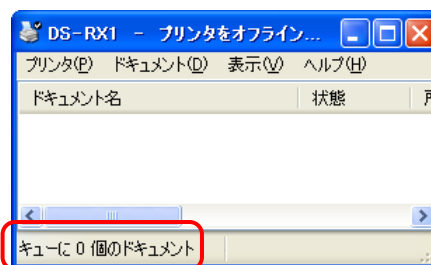 DS-RX1 - プリンタをオフライン...
プリンタ(P) ドキュメント(D) 表示(V) ヘルプ(H)
ドキュメント名 状態
キューに 0 個のドキュメント